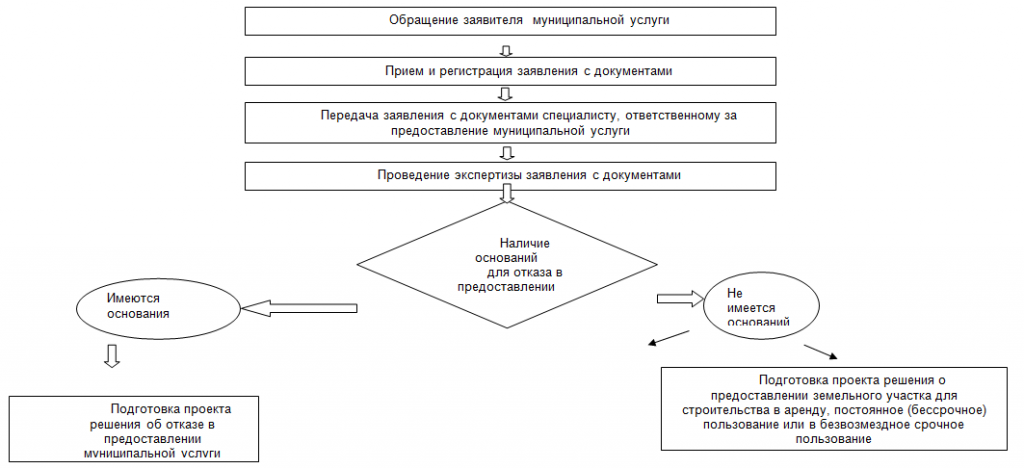 Обращение заявителя муниципальной услуги
Прием и регистрация заявления с документами
Передача заявления с документами специалисту, ответственному за
предоставление муниципальной услуги
Проведение экспертизы заявления с документами
Наличие
оснований
для отказа в
предоставлении
Имеются
основания
Не
имеется
оснований
Подготовка проекта
решения об отказе в
предоставлении
муниципальной услуги
Подготовка проекта решения о
предоставлении земельного участка для
строительства в аренду, постоянное (бессрочное)
пользование или в безвозмездное срочное
пользование